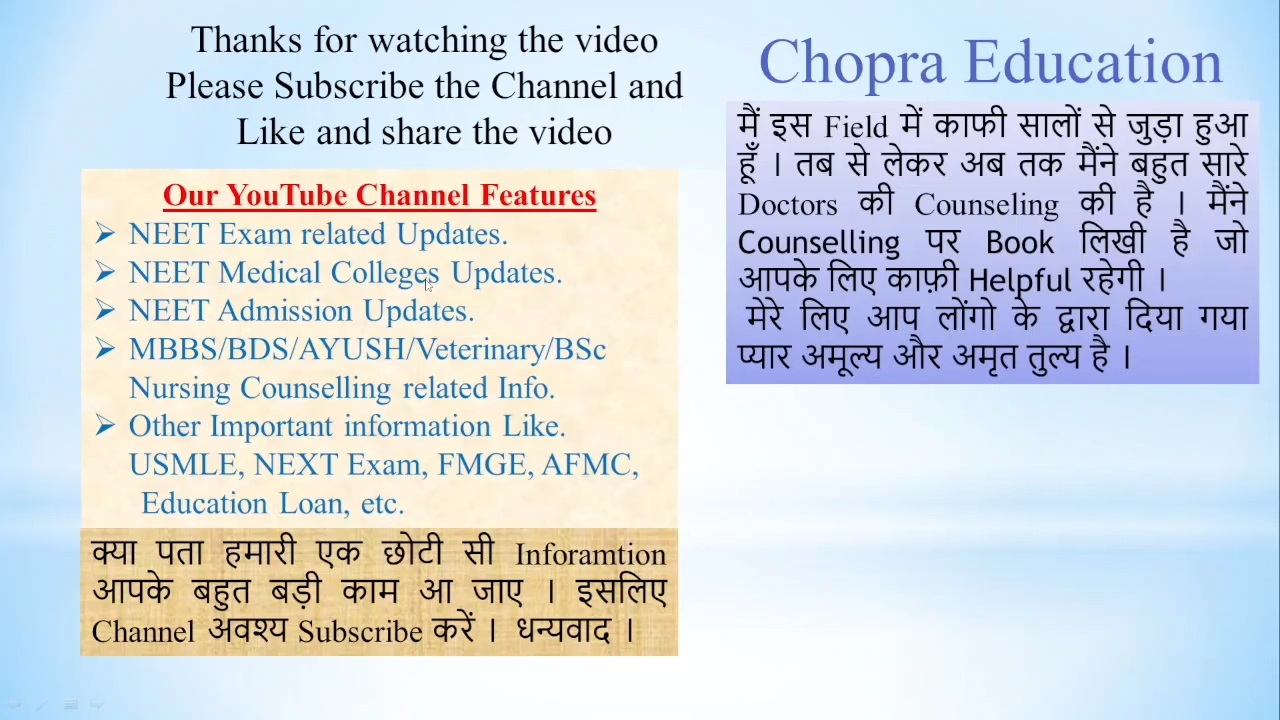 Thanks for watching the video
Please Subscribe the Channel and
Like and share the video
Our YouTube Channel Features
NEET Exam related Updates.
NEET Medical Colleges Updates.
NEET Admission Updates.
MBBS/BDS/AYUSH/Veterinary/BSc
Nursing Counselling related Info.
Other Important information Like.
USMLE, NEXT Exam, FMGE, AFMC,
Education Loan, etc.
क्या पता हमारी एक छोटी सी Inforamtion
आपके बहुत बड़ी काम आ जाए । इसलिए
Channel अवश्य Subscribe करें । धन्यवाद ।
Chopra Education
मैं इस Field में काफी सालों से जुड़ा हुआ
हूँ । तब से लेकर अब तक मैंने बहुत सारे
Doctors की Counseling की है । मैंने
Counselling पर Book लिखी है जो
आपके लिए काफ़ी Helpful रहेगी ।
मेरे लिए आप लोंगो के द्वारा दिया गया
प्यार अमूल्य और अमृत तुल्य है ।